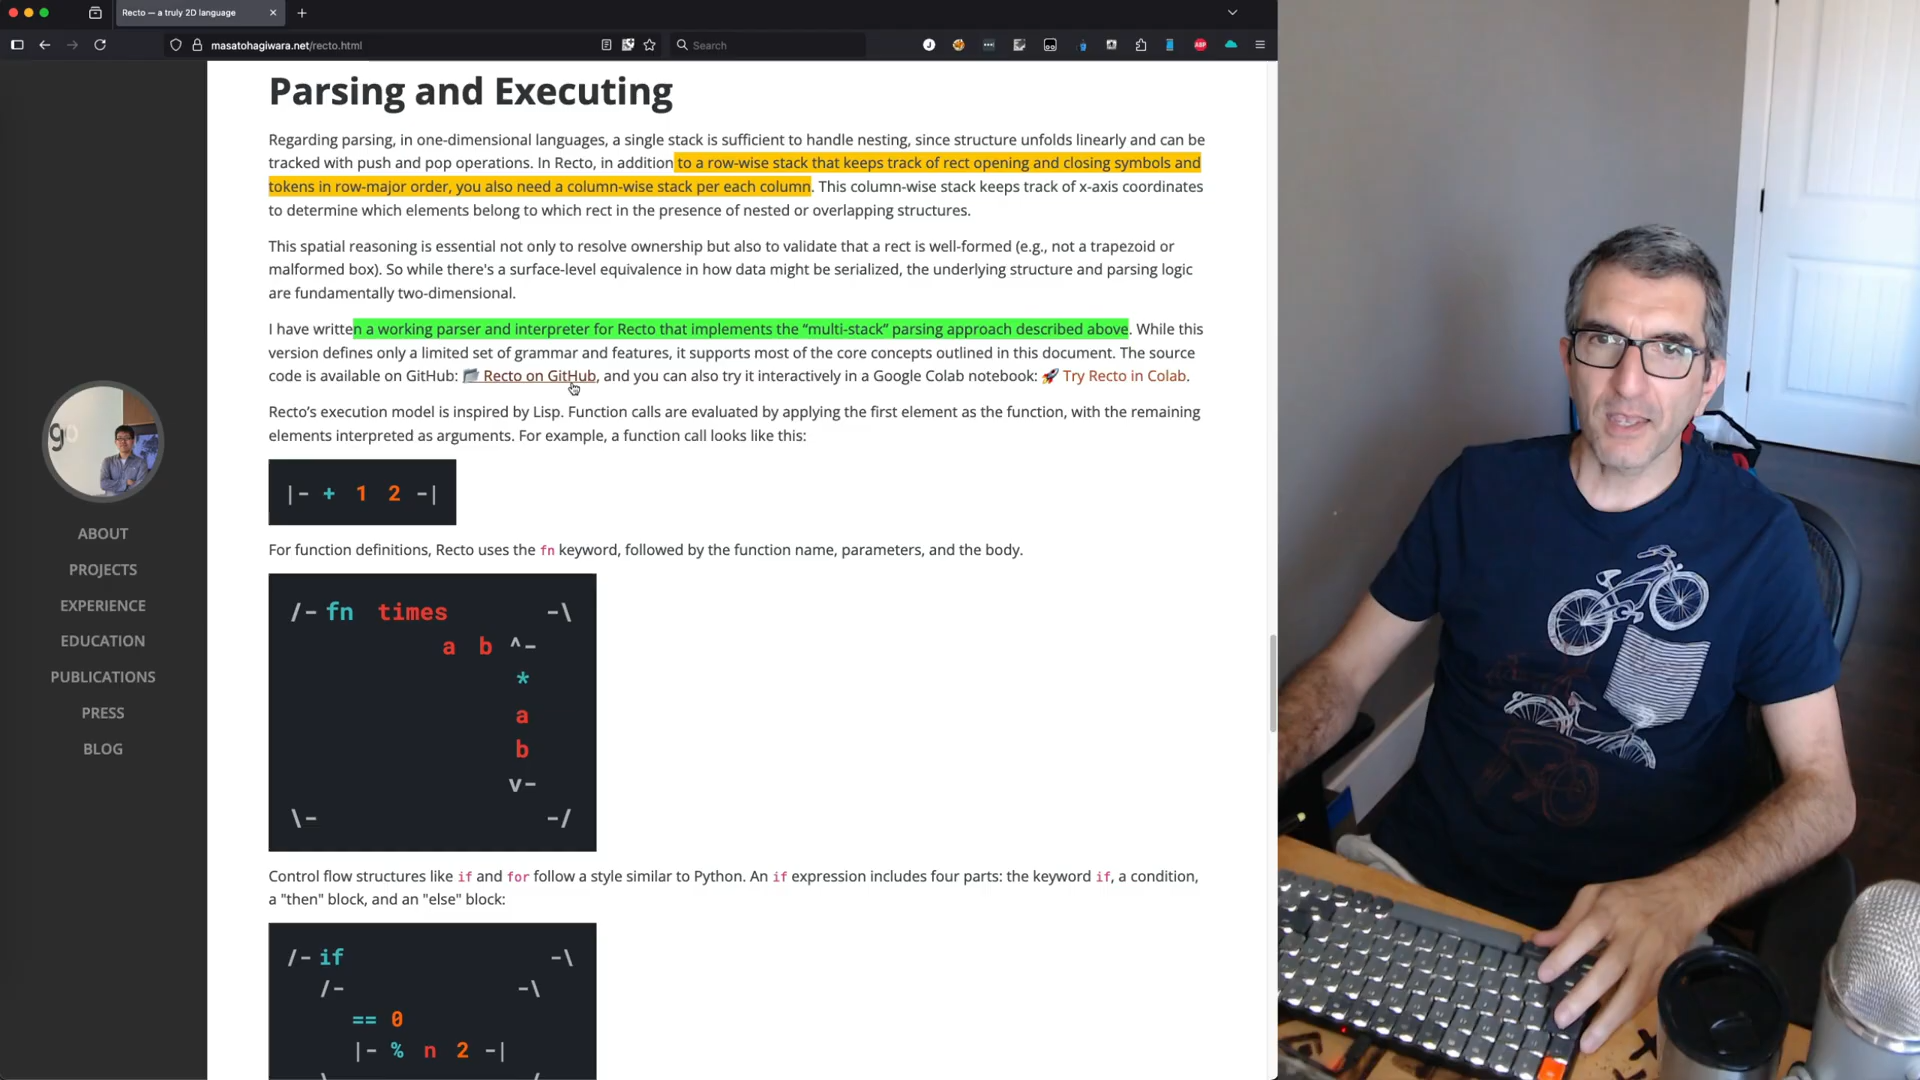 Recto — a truly 2D language
masatohagiwara.net/recto.html
Search
ABP
Parsing and Executing
Regarding parsing, in one-dimensional languages, a single stack is sufficient to handle nesting, since structure unfolds linearly and can be
tracked with push and pop operations. In Recto, in addition to a row-wise stack that keeps track of rect opening and closing symbols and
tokens in row-major order, you also need a column-wise stack per each column. This column-wise stack keeps track of x-axis coordinates
to determine which elements belong to which rect in the presence of nested or overlapping structures.
This spatial reasoning is essential not only to resolve ownership but also to validate that a rect is well-formed (e.g., not a trapezoid or
malformed box). So while there's a surface-level equivalence in how data might be serialized, the underlying structure and parsing logic
are fundamentally two-dimensional.
I have written a working parser and interpreter for Recto that implements the “multi-stack” parsing approach described above. While this
version defines only a limited set of grammar and features, it supports most of the core concepts outlined in this document. The source
code is available on GitHub: Recto on GitHub, and you can also try it interactively in a Google Colab notebook: 🚀 Try Recto in Colab.
Recto’s execution model is inspired by Lisp. Function calls are evaluated by applying the first element as the function, with the remaining
elements interpreted as arguments. For example, a function call looks like this:
|- + 1 2 -|
For function definitions, Recto uses the fn keyword, followed by the function name, parameters, and the body.
/- fn times -\
a b ^-
*
a
b
v-
\- -/
Control flow structures like if and for follow a style similar to Python. An if expression includes four parts: the keyword if, a condition,
a "then" block, and an "else" block:
/- if -\
/- -\
== 0
|- % n 2 -|
go
ABOUT
PROJECTS
EXPERIENCE
EDUCATION
PUBLICATIONS
PRESS
BLOG